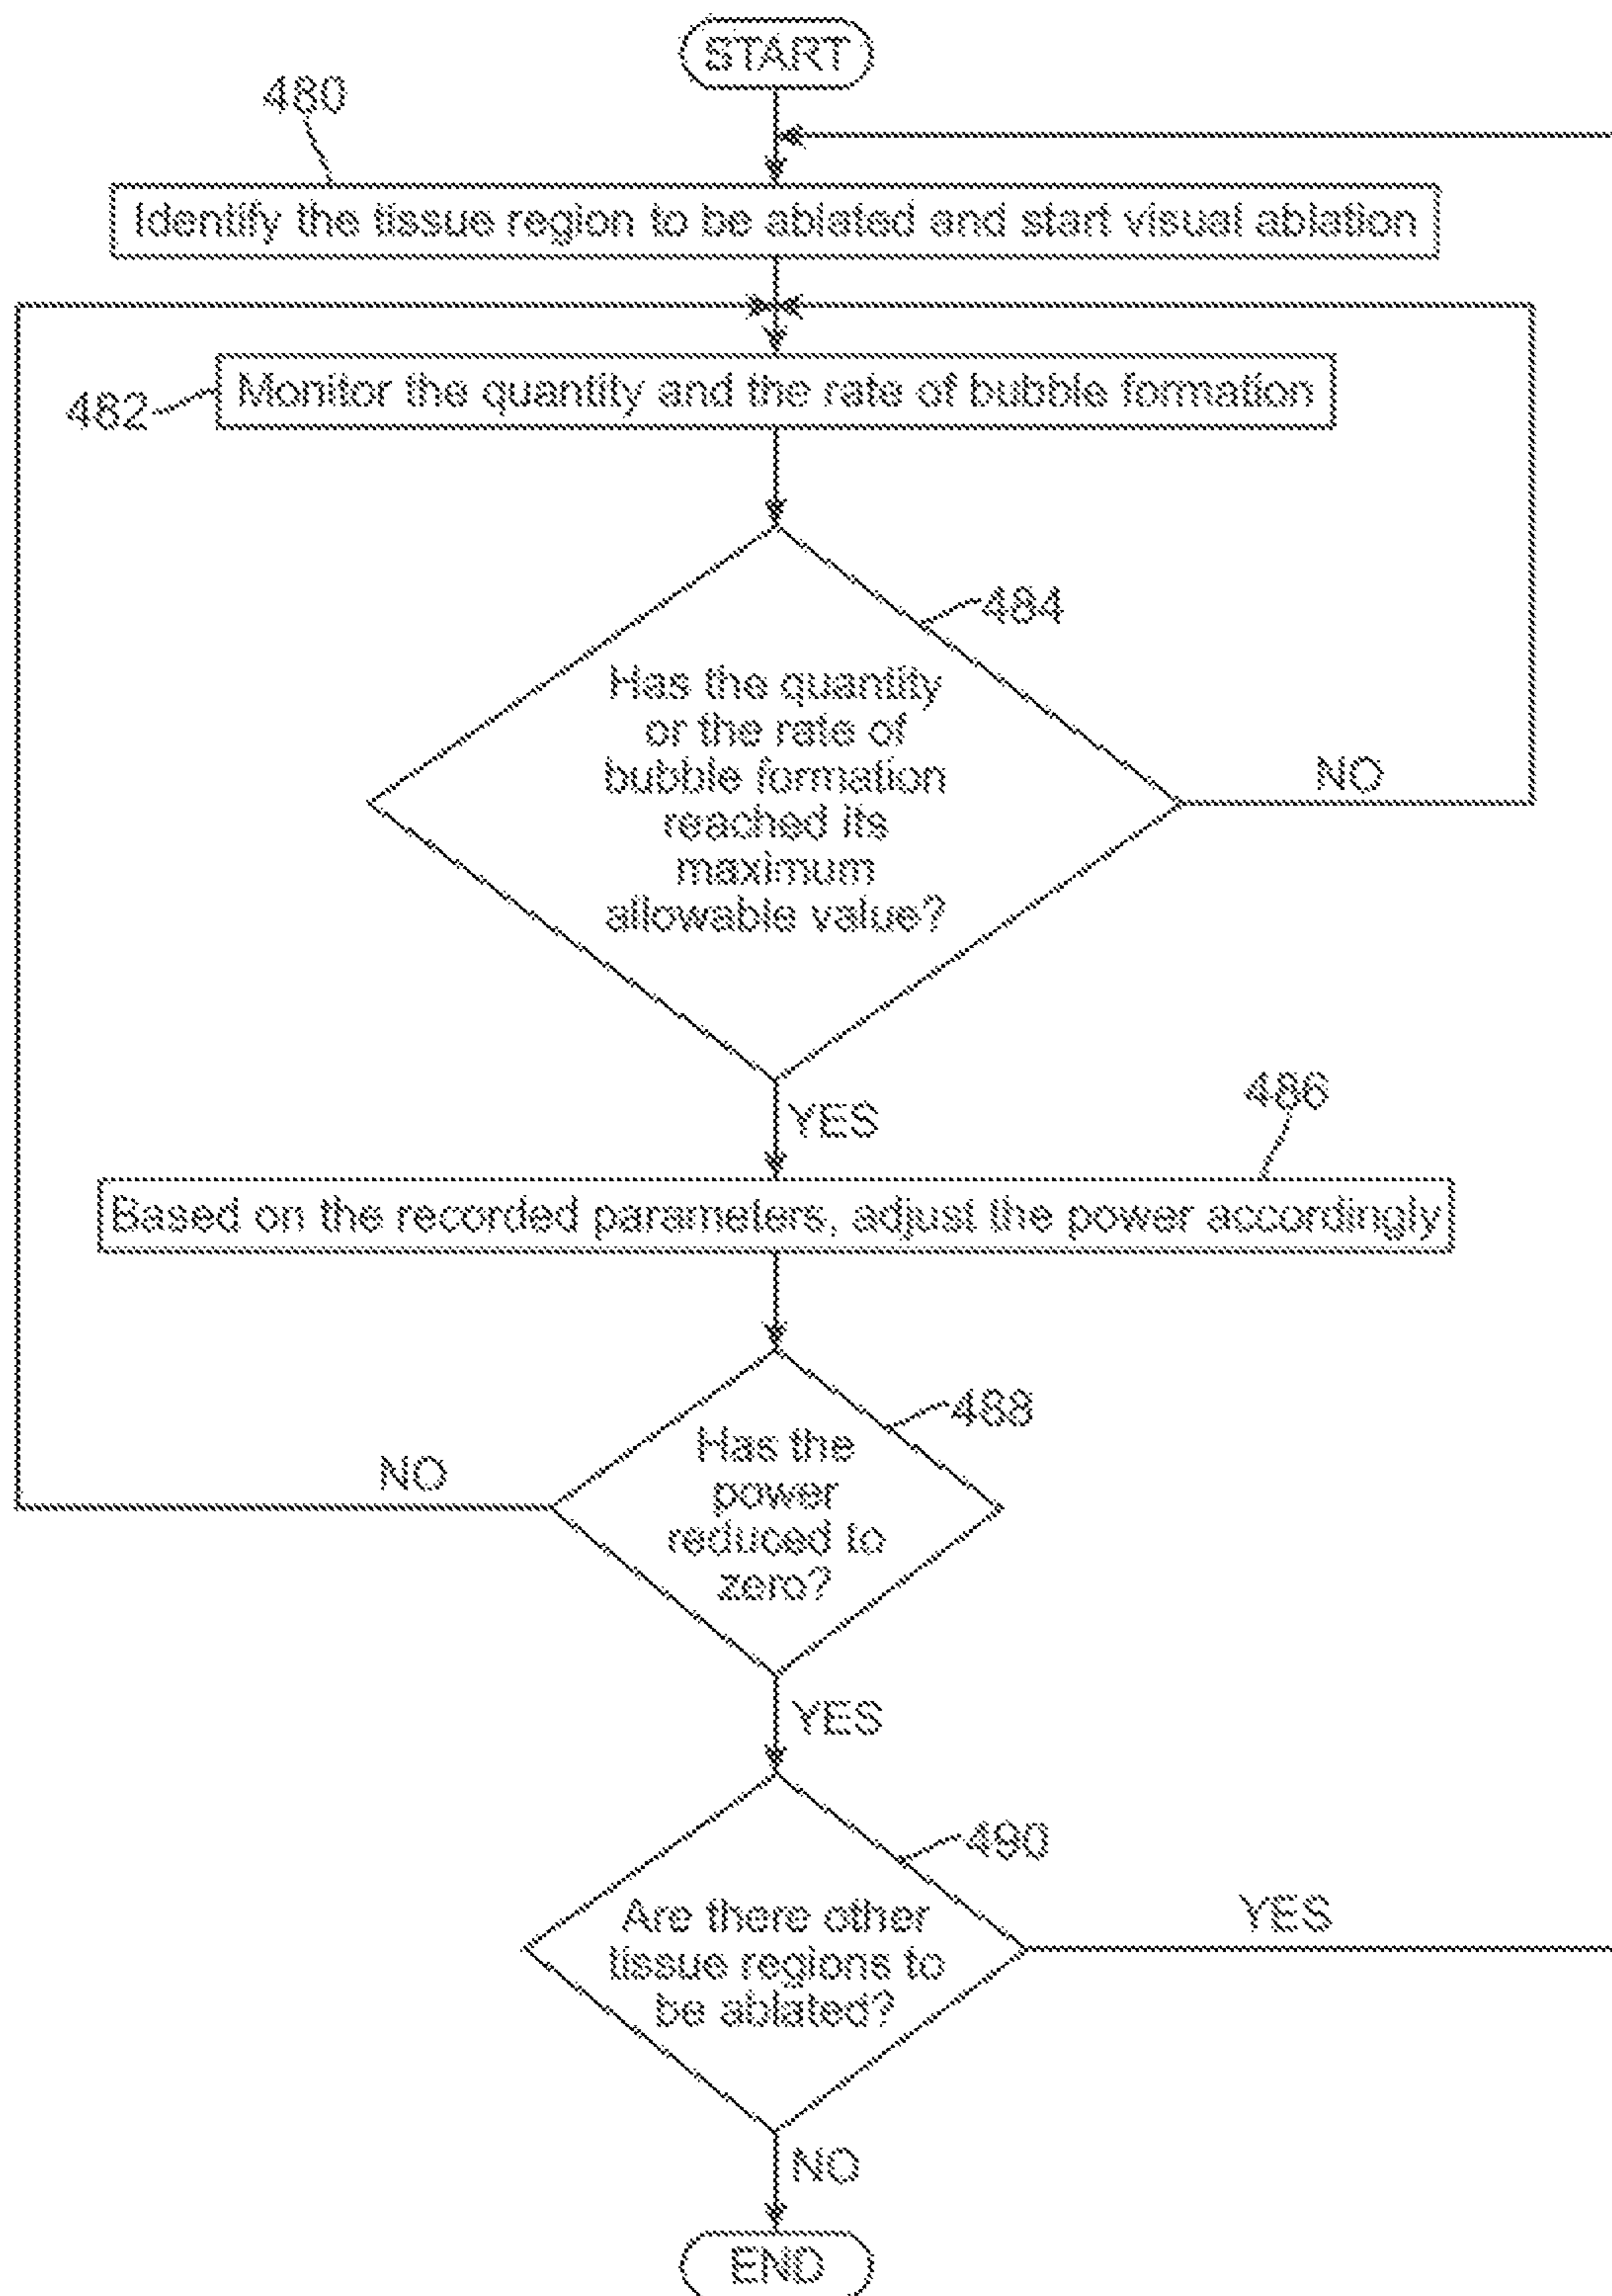 START
480
Identify the tissue region to be ablated and start visual ablation
482
Monitor the quantity and the rate of bubble formation
484
Has the quantity
or the rate of
bubble formation
reached its
maximum
allowable value?
NO
YES
486
Based on the recorded parameters, adjust the power accordingly
488
Has the
power
reduced to
zero?
NO
YES
490
Are there other
tissue regions to
be ablated?
YES
NO
END